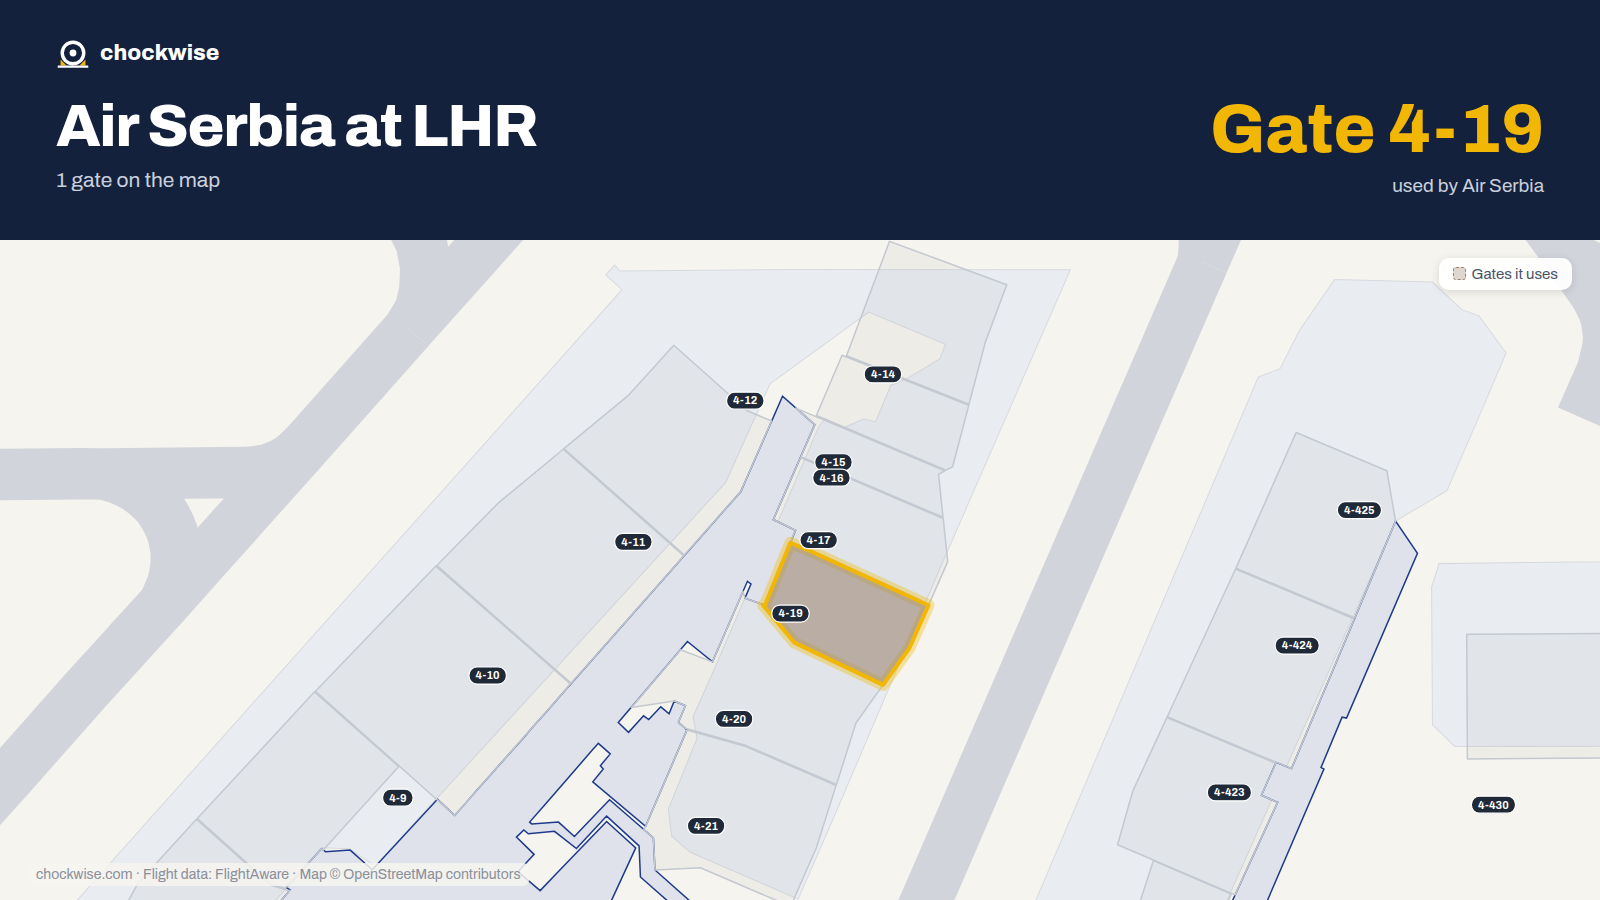 chockwise
Air Serbia at LHR
1 gate on the map
Gate 4-19
used by Air Serbia
Gates it uses
4-14
4-12
4-15
4-16
4-425
4-17
4-11
4-19
4-424
4-10
4-20
4-423
4-9
4-430
4-21
chockwise.com · Flight data: FlightAware · Map © OpenStreetMap contributors